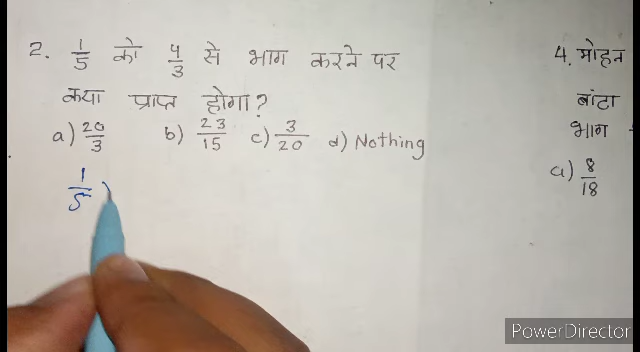 2. 1/5 को 4/3 से भाग करने पर
क्या प्राप्त होगा?
a) 20/3 b) 23/15 c) 3/20 d) Nothing
1/5
4. मोहन
बांटा
भाग
a) 8/18
PowerDirector